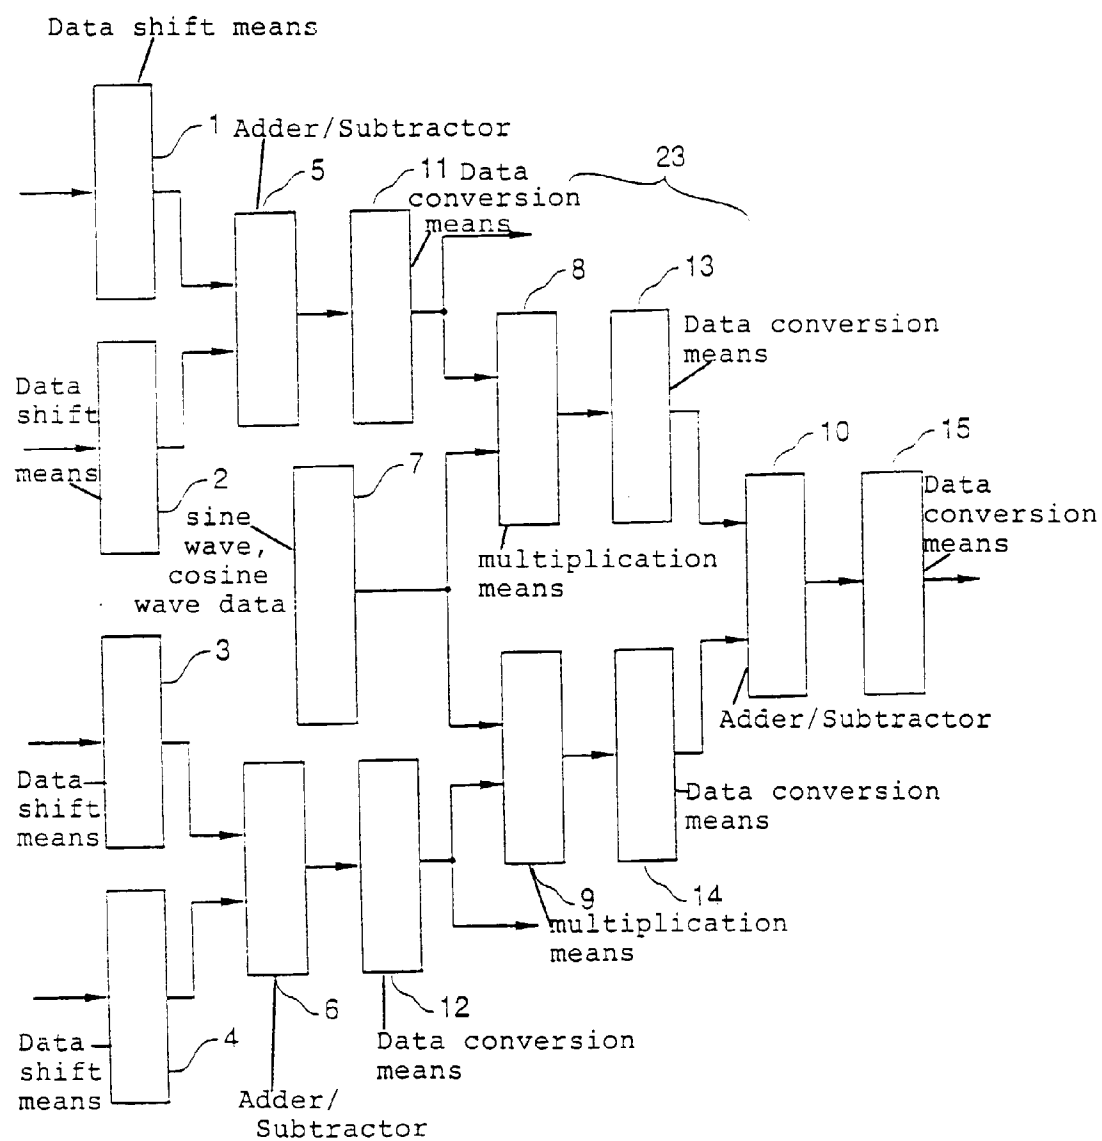 Data shift means
1
Adder/Subtractor
5
11
Data
conversion
means
23
8
13
Data conversion
means
Data
shift
means
2
7
sine
wave,
cosine
wave data
multiplication
means
10
15
Data
conversion
means
3
Data
shift
means
Adder/Subtractor
Data conversion
means
9
14
multiplication
means
4
Data
shift
means
6
12
Data conversion
means
Adder/
Subtractor